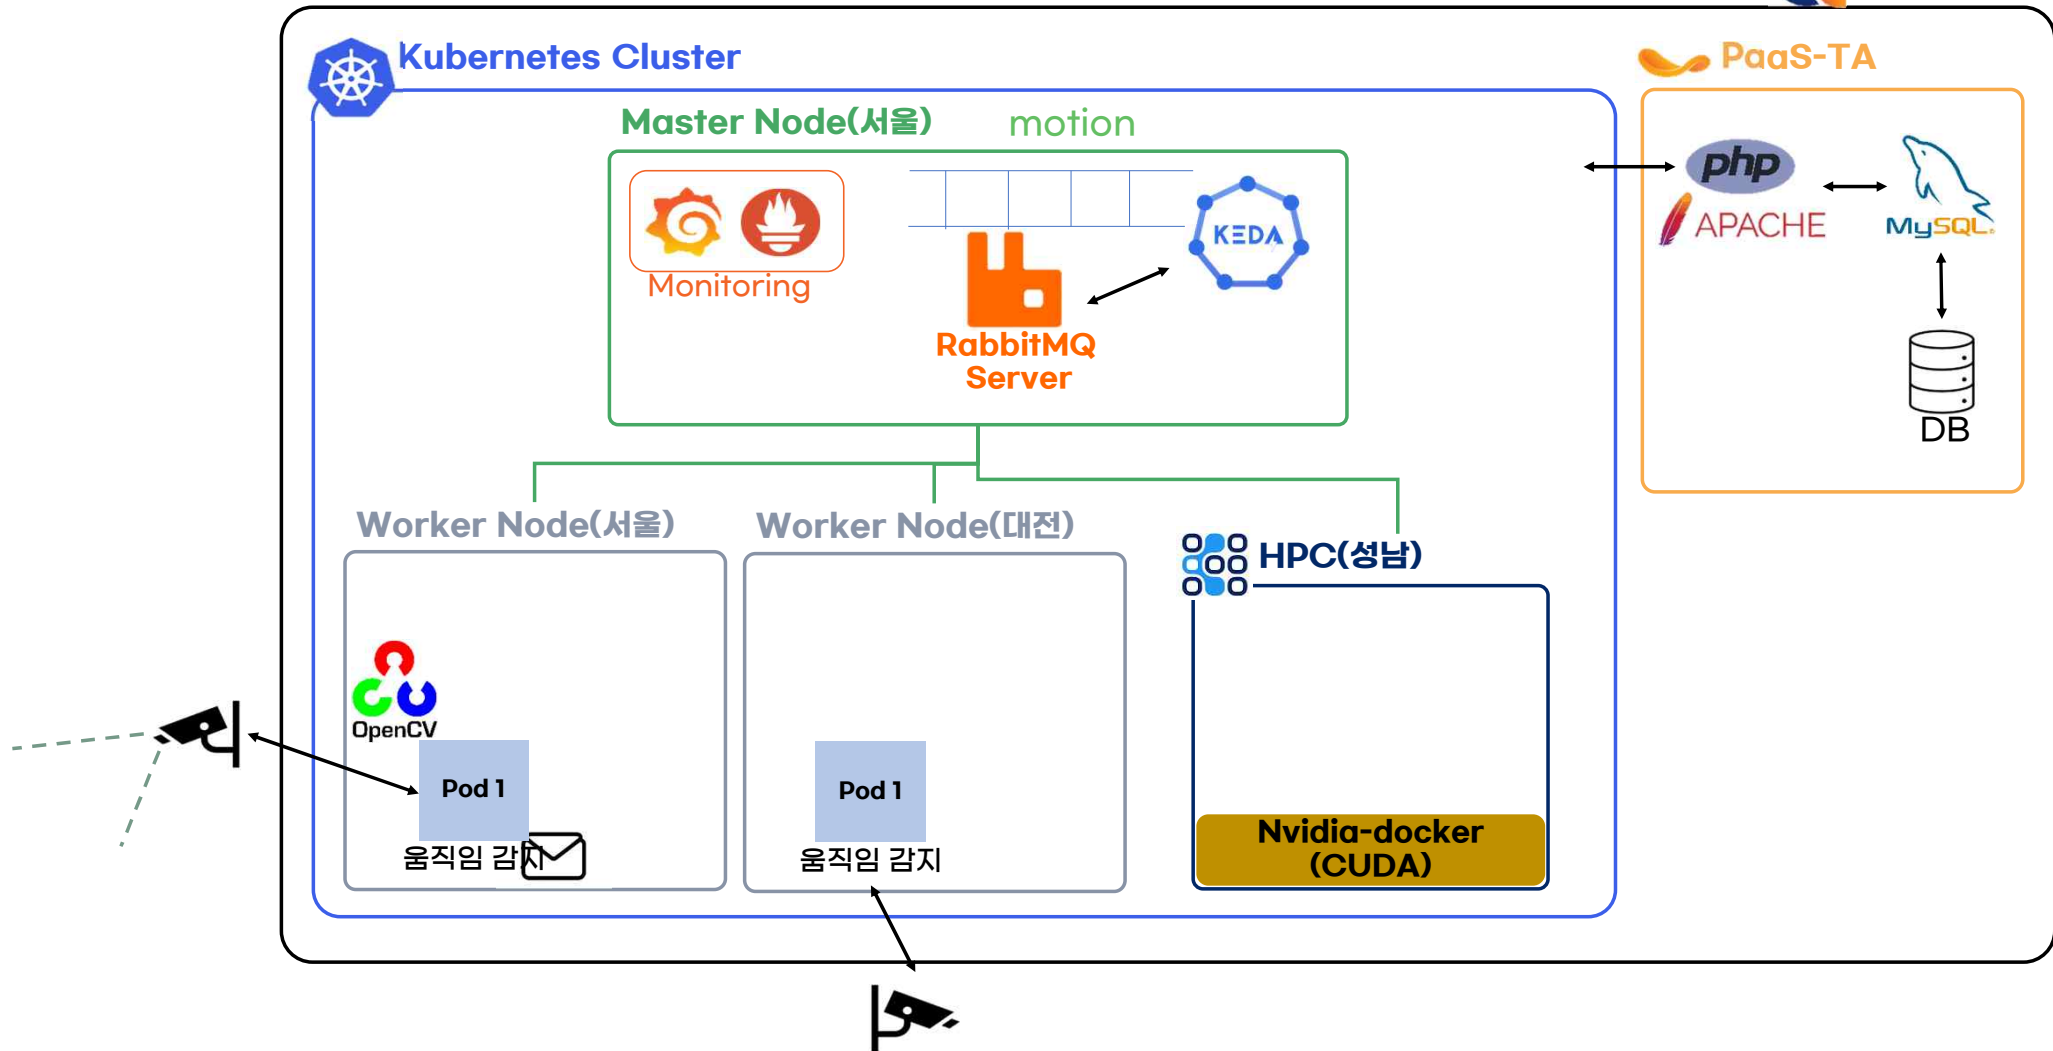 Kubernetes Cluster
PaaS-TA
Master Node(서울)
motion
Monitoring
KEDA
RabbitMQ
Server
php
APACHE
MySQL
DB
Worker Node(서울)
Worker Node(대전)
HPC(성남)
OpenCV
Pod 1
움직임 감지
Pod 1
움직임 감지
Nvidia-docker
(CUDA)